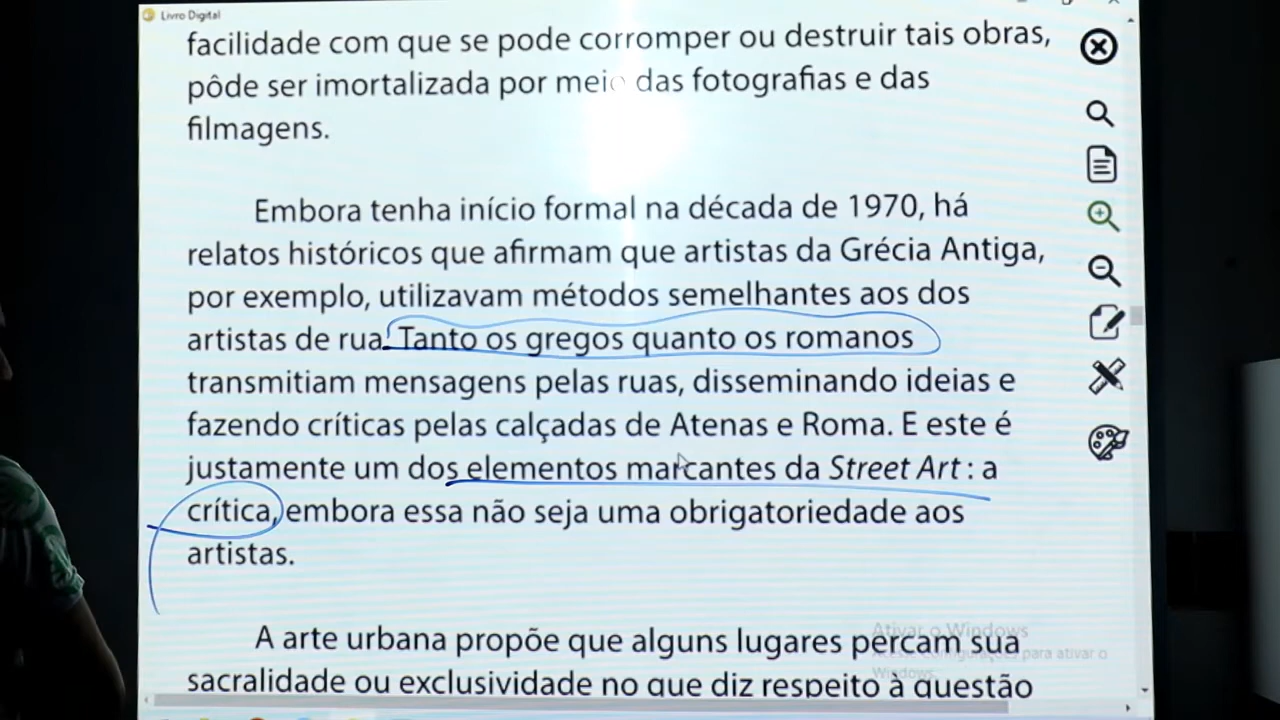 Livro Digital
facilidade com que se pode corromper ou destruir tais obras,
pôde ser imortalizada por meio das fotografias e das
filmagens.
Embora tenha início formal na década de 1970, há
relatos históricos que afirmam que artistas da Grécia Antiga,
por exemplo, utilizavam métodos semelhantes aos dos
artistas de rua. Tanto os gregos quanto os romanos
transmitiam mensagens pelas ruas, disseminando ideias e
fazendo críticas pelas calçadas de Atenas e Roma. E este é
justamente um dos elementos marcantes da Street Art : a
crítica, embora essa não seja uma obrigatoriedade aos
artistas.
A arte urbana propõe que alguns lugares percam sua
sacralidade ou exclusividade no que diz respeito à questão
Ativar o Windows
Acesse Configurações para ativar o
Windows.